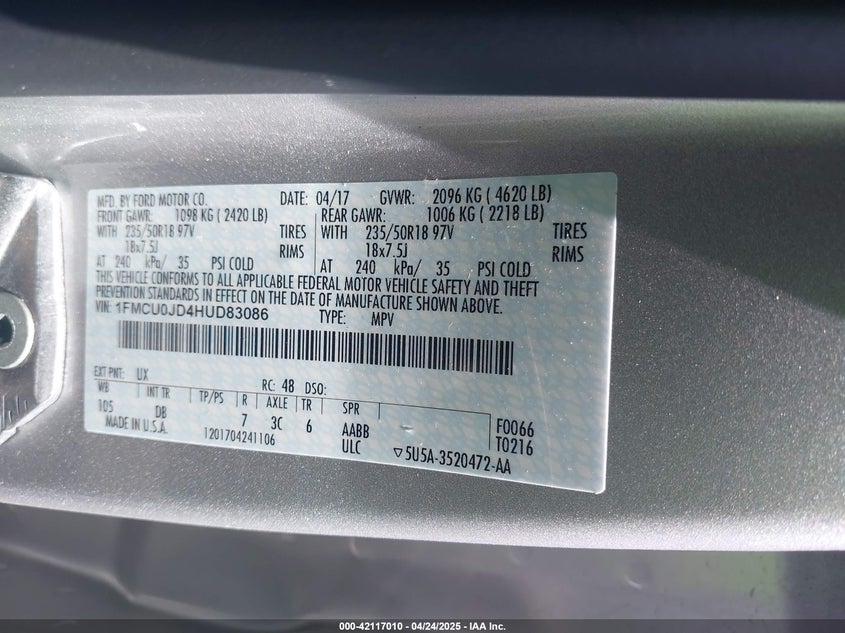 MFD. BY FORD MOTOR CO. DATE: 04/17 GVWR: 2096 KG ( 4620 LB)
FRONT GAWR: 1098 KG ( 2420 LB) REAR GAWR: 1006 KG ( 2218 LB)
WITH 235/50R18 97V TIRES WITH 235/50R18 97V TIRES
18x7.5J RIMS 18x7.5J RIMS
AT 240 kPa/ 35 PSI COLD AT 240 kPa/ 35 PSI COLD
THIS VEHICLE CONFORMS TO ALL APPLICABLE FEDERAL MOTOR VEHICLE SAFETY AND THEFT
PREVENTION STANDARDS IN EFFECT ON THE DATE OF MANUFACTURE SHOWN ABOVE.
VIN: 1FMCU0JD4HUD83086 TYPE: MPV
EXT PNT: UX RC: 48 DSO:
WB INT TR TP/PS R AXLE TR SPR
105 DB 7 3C 6 AABB F0066
MADE IN U.S.A. 1201704241106 ULC T0216
▽5U5A-3520472-AA
000-42117010 | 04/24/2025 - IAA Inc.